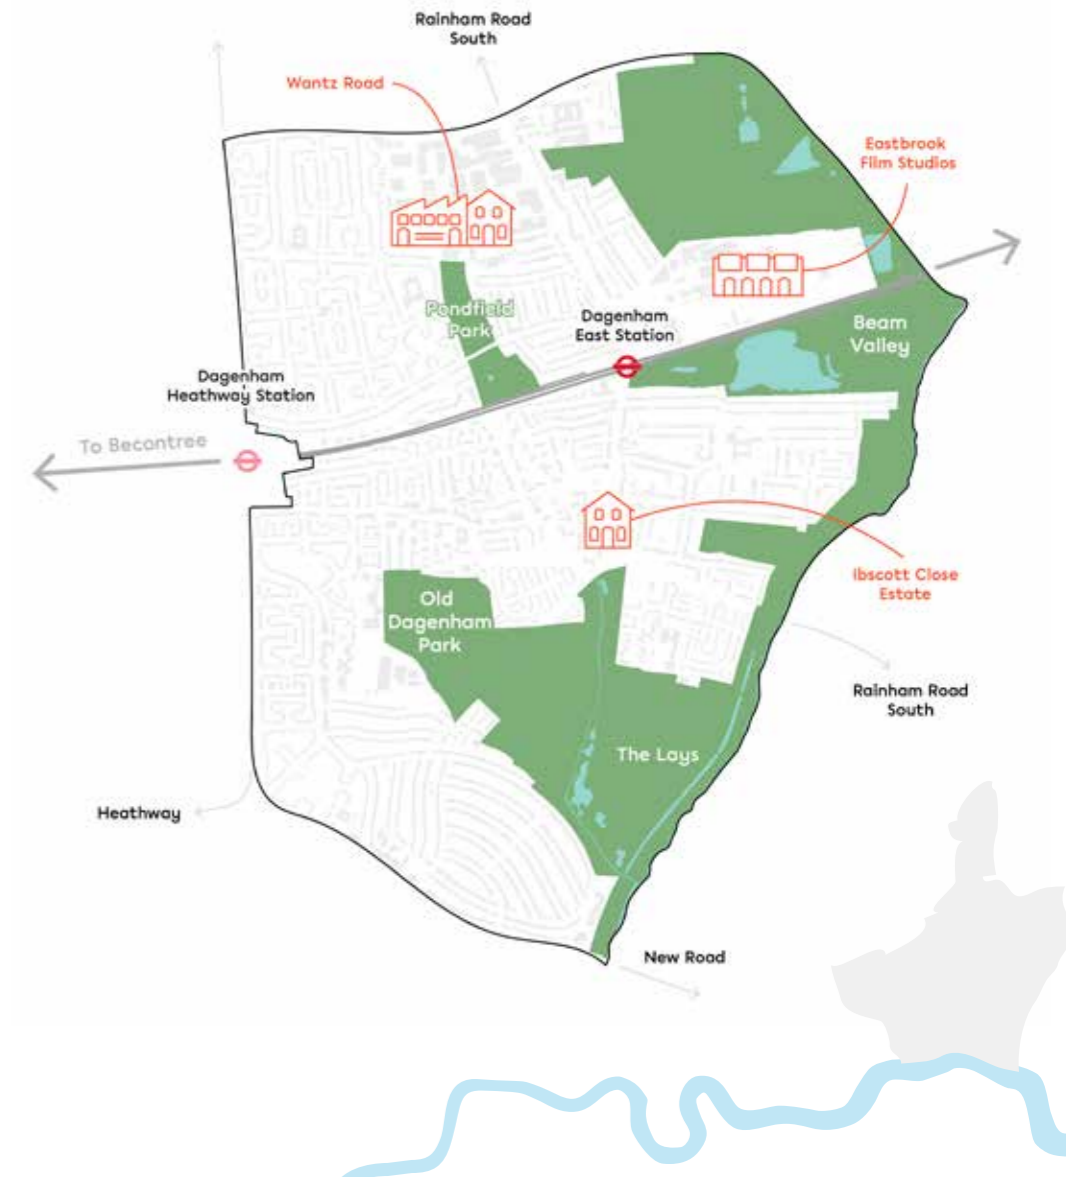 Rainham Road
South
Wantz Road
Eastbrook
Film Studios
Pondfield
Park
Dagenham
East Station
Beam
Valley
Dagenham
Heathway Station
To Becontree
Ibscott Close
Estate
Old
Dagenham
Park
Rainham Road
South
The Lays
Heathway
New Road